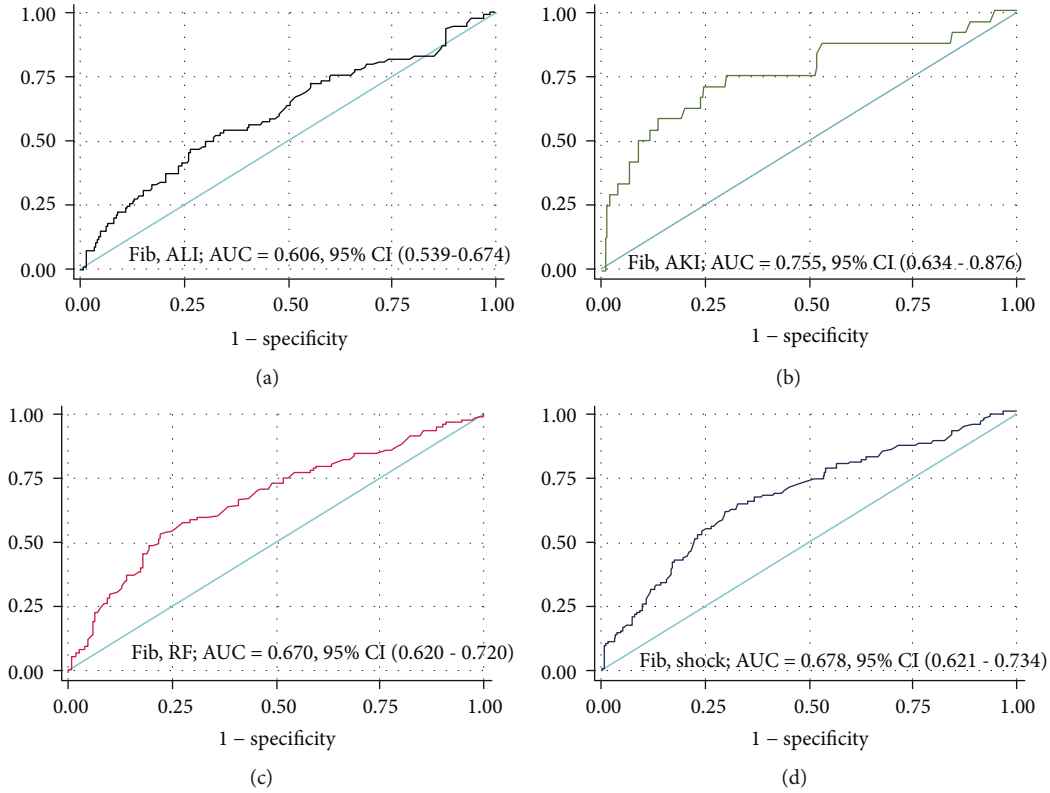 1.00
0.75
0.50
0.25
0.00
Fib, ALI; AUC = 0.606, 95% CI (0.539-0.674)
0.00 0.25 0.50 0.75 1.00
1 − specificity
(a)
1.00
0.75
0.50
0.25
0.00
Fib, AKI; AUC = 0.755, 95% CI (0.634 - 0.876)
0.00 0.25 0.50 0.75 1.00
1 − specificity
(b)
1.00
0.75
0.50
0.25
0.00
Fib, RF; AUC = 0.670, 95% CI (0.620 - 0.720)
0.00 0.25 0.50 0.75 1.00
1 − specificity
(c)
1.00
0.75
0.50
0.25
0.00
Fib, shock; AUC = 0.678, 95% CI (0.621 - 0.734)
0.00 0.25 0.50 0.75 1.00
1 − specificity
(d)